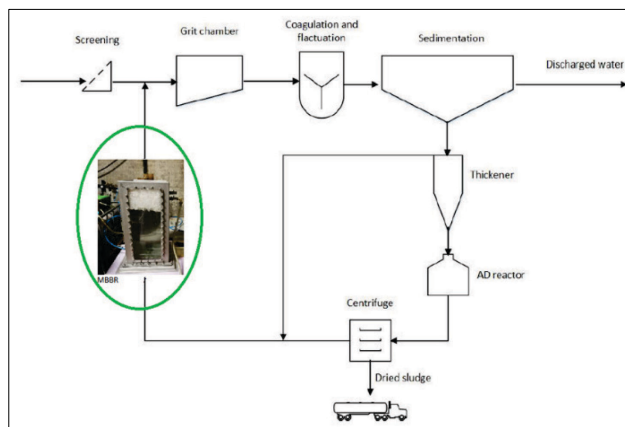 Screening
Grit chamber
Coagulation and
flactuation
Sedimentation
Discharged water
Thickener
MBBR
AD reactor
Centrifuge
Dried sludge